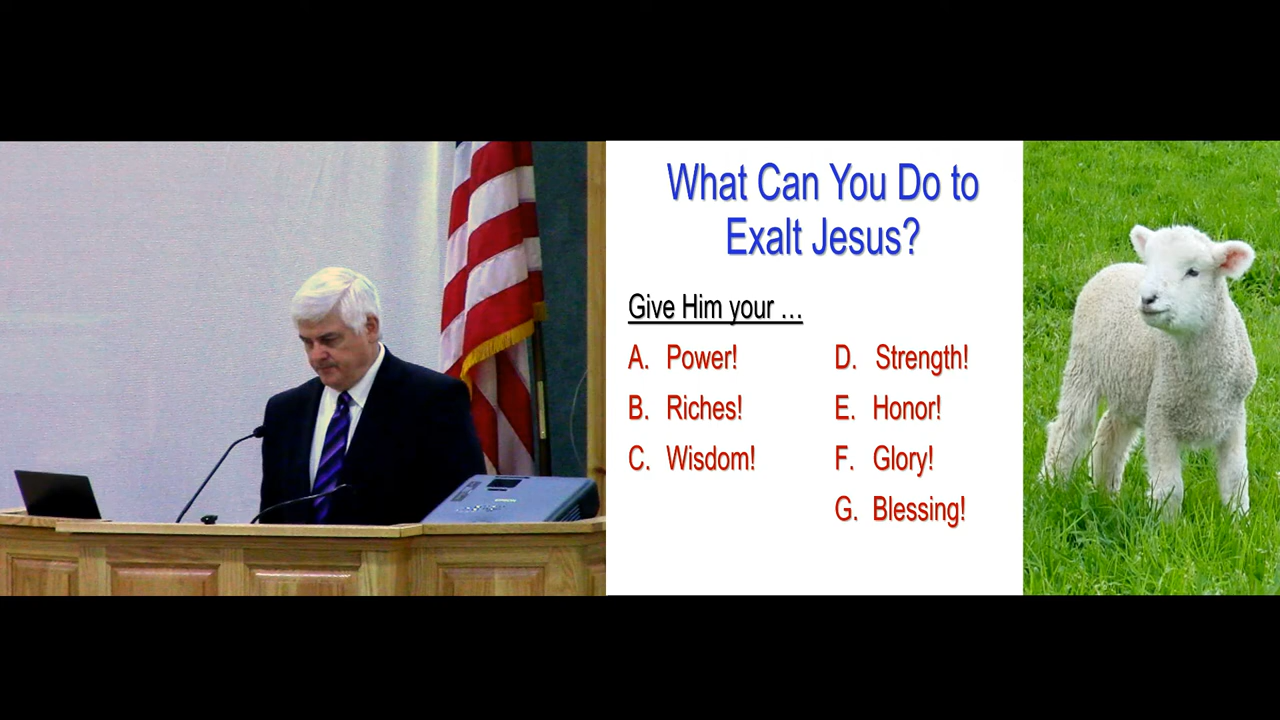 What Can You Do to
Exalt Jesus?
Give Him your ...
A. Power!
B. Riches!
C. Wisdom!
D. Strength!
E. Honor!
F. Glory!
G. Blessing!